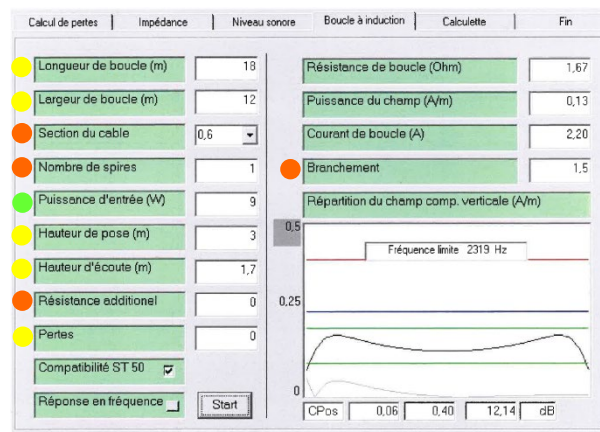 Calcul de pertes Impédance Niveau sonore Boucle à induction Calculette Fin
Longueur de boucle (m) 18
Largeur de boucle (m) 12
Section du cable 0,6
Nombre de spires 1
Puissance d'entrée (W) 9
Hauteur de pose (m) 3
Hauteur d'écoute (m) 1,7
Résistance additionel 0
Pertes 0
Compatibilité ST 50
Réponse en fréquence
Start
Résistance de boucle (Ohm) 1,67
Puissance du champ (A/m) 0,13
Courant de boucle (A) 2,20
Branchement 1,5
Répartition du champ comp. verticale (A/m)
0,5
Fréquence limite 2319 Hz
0,25
0
CPos 0,06 0,40 12,14 dB